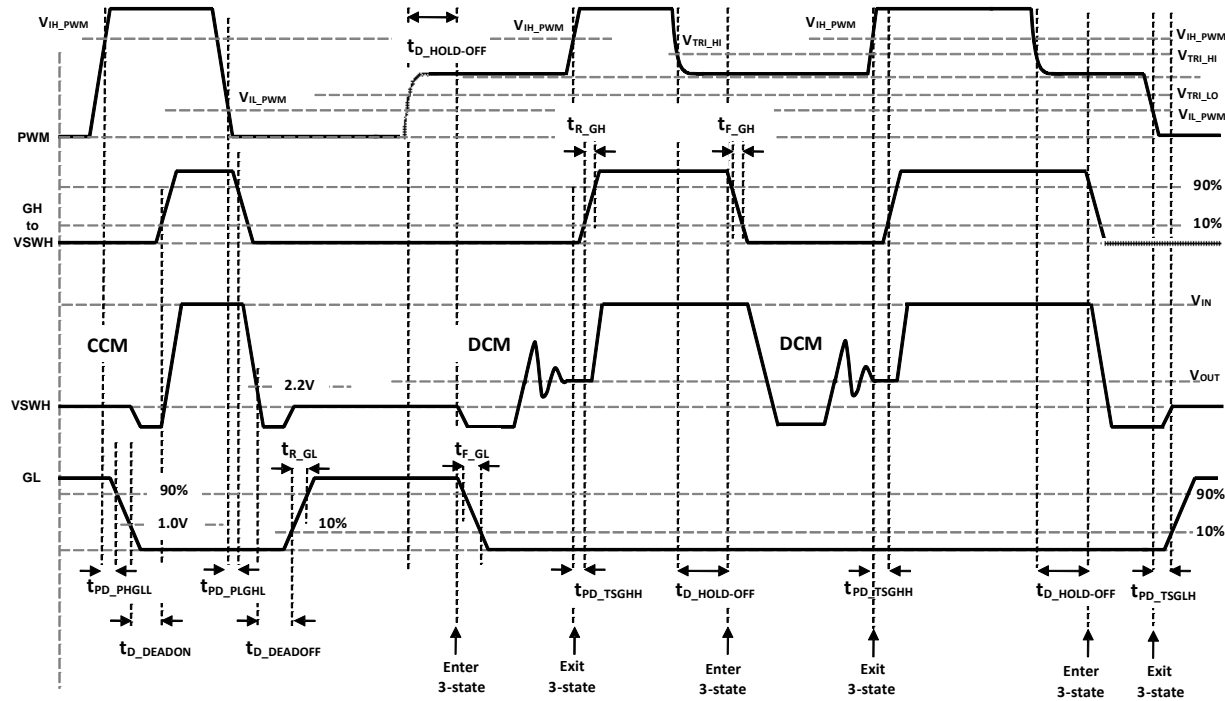 VIH_PWM
VIH_PWM
VIH_PWM
VIH_PWM
tD_HOLD-OFF
VTRI_HI
VTRI_HI
VIL_PWM
VTRI_LO
VIL_PWM
PWM
tR_GH
tF_GH
90%
GH
to
VSWH
10%
VIN
CCM
DCM
DCM
2.2V
VOUT
VSWH
tR_GL
tF_GL
GL
90%
90%
1.0V
10%
10%
tPD_PHGLL
tPD_PLGHL
tPD_TSGHH
tD_HOLD-OFF
tPD_TSGHH
tD_HOLD-OFF
tPD_TSGLH
tD_DEADON
tD_DEADOFF
Enter
3-state
Exit
3-state
Enter
3-state
Exit
3-state
Enter
3-state
Exit
3-state